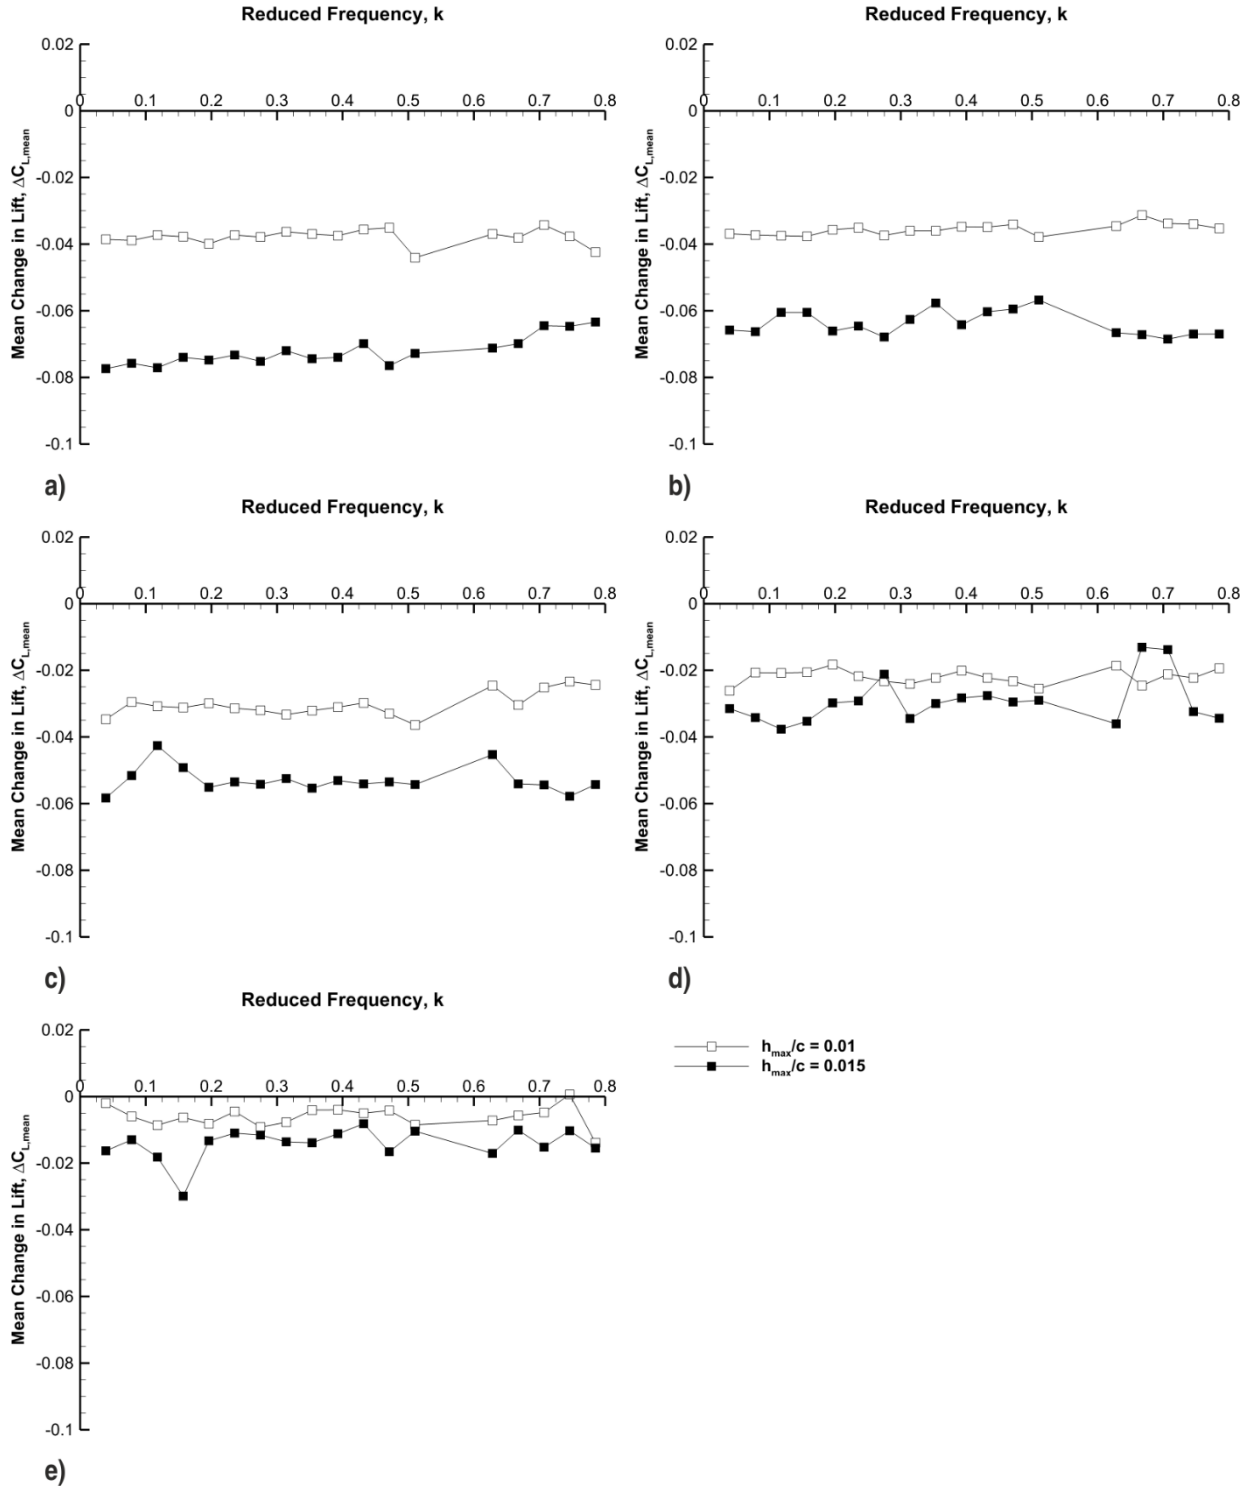 Reduced Frequency, k
0.02
0 0.1 0.2 0.3 0.4 0.5 0.6 0.7 0.8
0
-0.02
-0.04
-0.06
-0.08
-0.1
Mean Change in Lift, ΔC_L,mean
a)
Reduced Frequency, k
0.02
0 0.1 0.2 0.3 0.4 0.5 0.6 0.7 0.8
0
-0.02
-0.04
-0.06
-0.08
-0.1
Mean Change in Lift, ΔC_L,mean
b)
Reduced Frequency, k
0.02
0 0.1 0.2 0.3 0.4 0.5 0.6 0.7 0.8
0
-0.02
-0.04
-0.06
-0.08
-0.1
Mean Change in Lift, ΔC_L,mean
c)
Reduced Frequency, k
0.02
0 0.1 0.2 0.3 0.4 0.5 0.6 0.7 0.8
0
-0.02
-0.04
-0.06
-0.08
-0.1
Mean Change in Lift, ΔC_L,mean
d)
Reduced Frequency, k
0.02
0 0.1 0.2 0.3 0.4 0.5 0.6 0.7 0.8
0
-0.02
-0.04
-0.06
-0.08
-0.1
Mean Change in Lift, ΔC_L,mean
e)
h_max/c = 0.01
h_max/c = 0.015